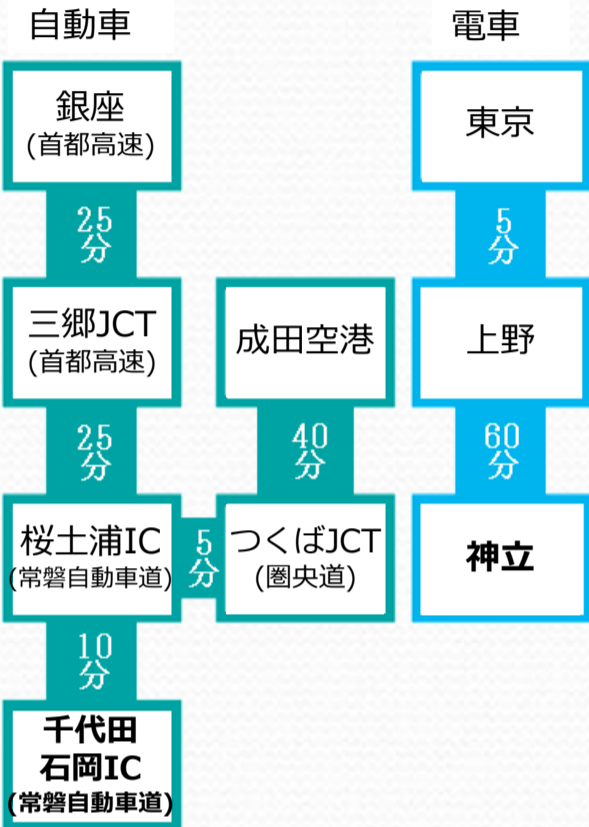 自動車
電車
銀座
(首都高速)
東京
25
分
5
分
三郷JCT
(首都高速)
成田空港
上野
25
分
40
分
60
分
桜土浦IC
(常磐自動車道)
5
分
つくばJCT
(圏央道)
神立
10
分
千代田
石岡IC
(常磐自動車道)